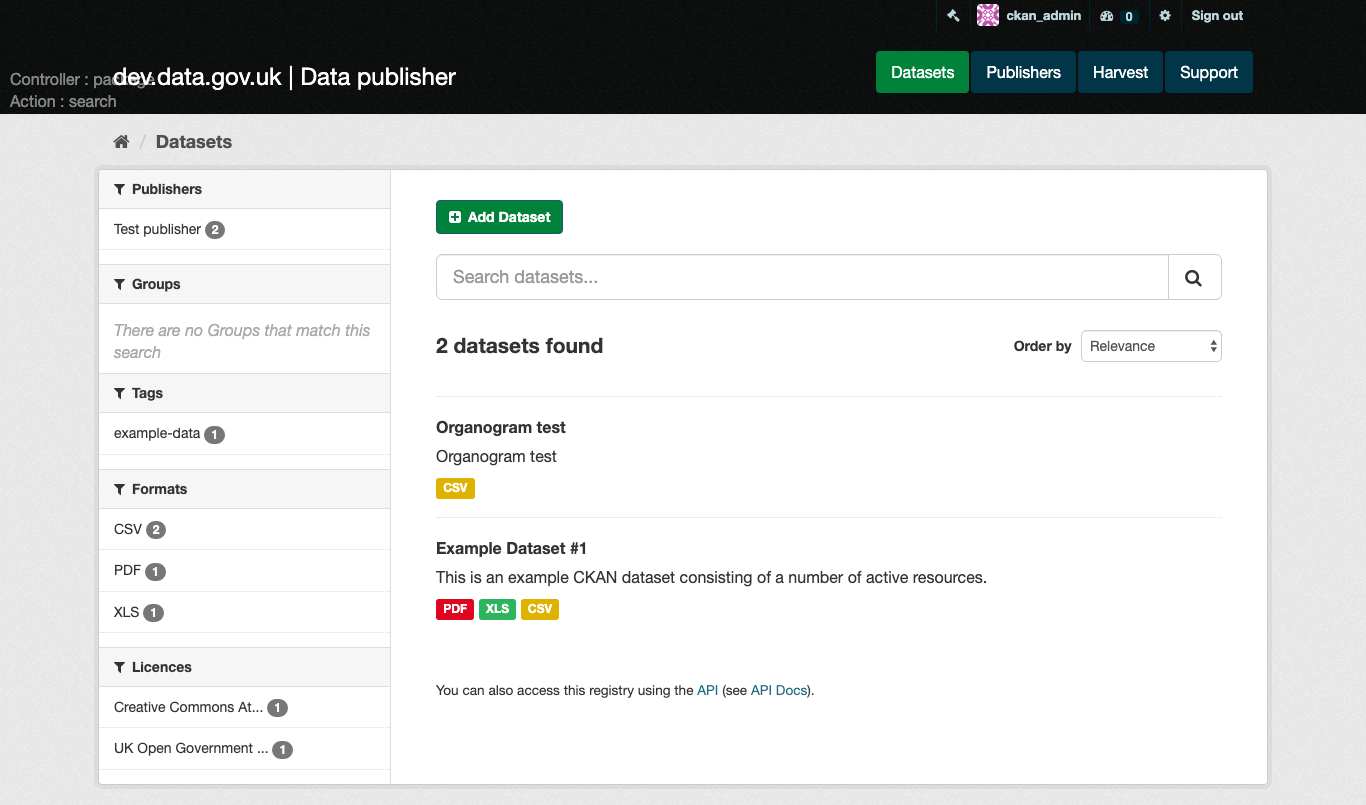 ckan_admin 0 Sign out
Controller : package
Action : search
dev.data.gov.uk | Data publisher
Datasets Publishers Harvest Support
/ Datasets
Publishers
Test publisher 2
Groups
There are no Groups that match this
search
Tags
example-data 1
Formats
CSV 2
PDF 1
XLS 1
Licences
Creative Commons At... 1
UK Open Government ... 1
Add Dataset
Search datasets...
2 datasets found
Order by Relevance
Organogram test
Organogram test
CSV
Example Dataset #1
This is an example CKAN dataset consisting of a number of active resources.
PDF XLS CSV
You can also access this registry using the API (see API Docs).